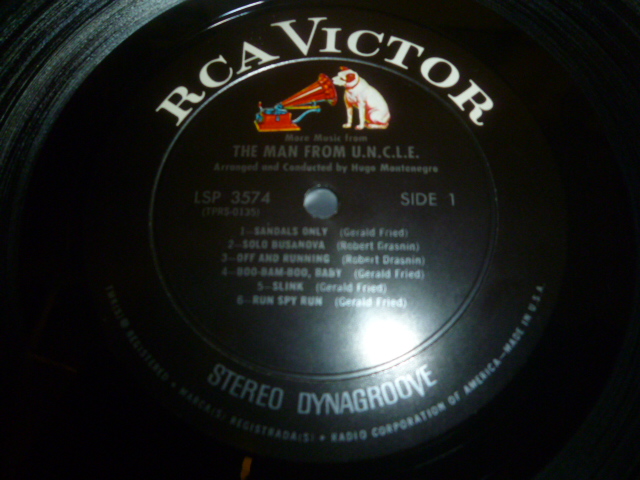 RCA VICTOR
More Music from
THE MAN FROM U.N.C.L.E.
Arranged and Conducted by Hugo Montenegro
LSP 3574
(TPRS-0135)
SIDE 1
1—SANDALS ONLY (Gerald Fried)
2—SOLO BUSANOVA (Robert Drasnin)
3—OFF AND RUNNING (Robert Drasnin)
4—BOO-BAM-BOO, BABY (Gerald Fried)
5—SLINK (Gerald Fried)
6—RUN SPY RUN (Gerald Fried)
STEREO DYNAGROOVE
TMK(S) ® REGISTERED • MARCA(S) REGISTRADA(S) • RADIO CORPORATION OF AMERICA—MADE IN U.S.A.